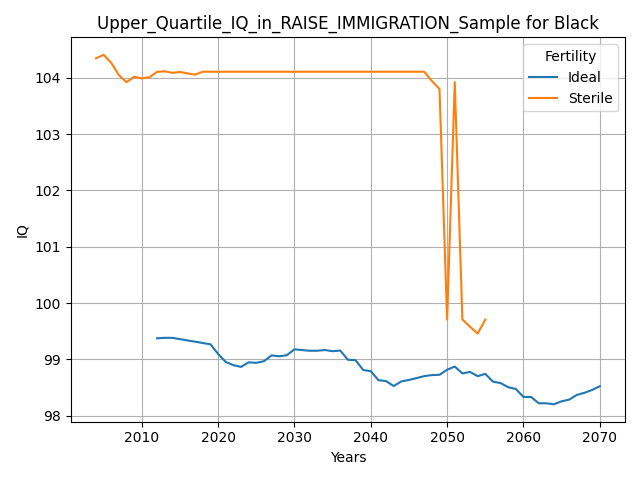 Upper_Quartile_IQ_in_RAISE_IMMIGRATION_Sample for Black
Fertility
Ideal
Sterile
104
103
102
101
100
99
98
IQ
2010 2020 2030 2040 2050 2060 2070
Years